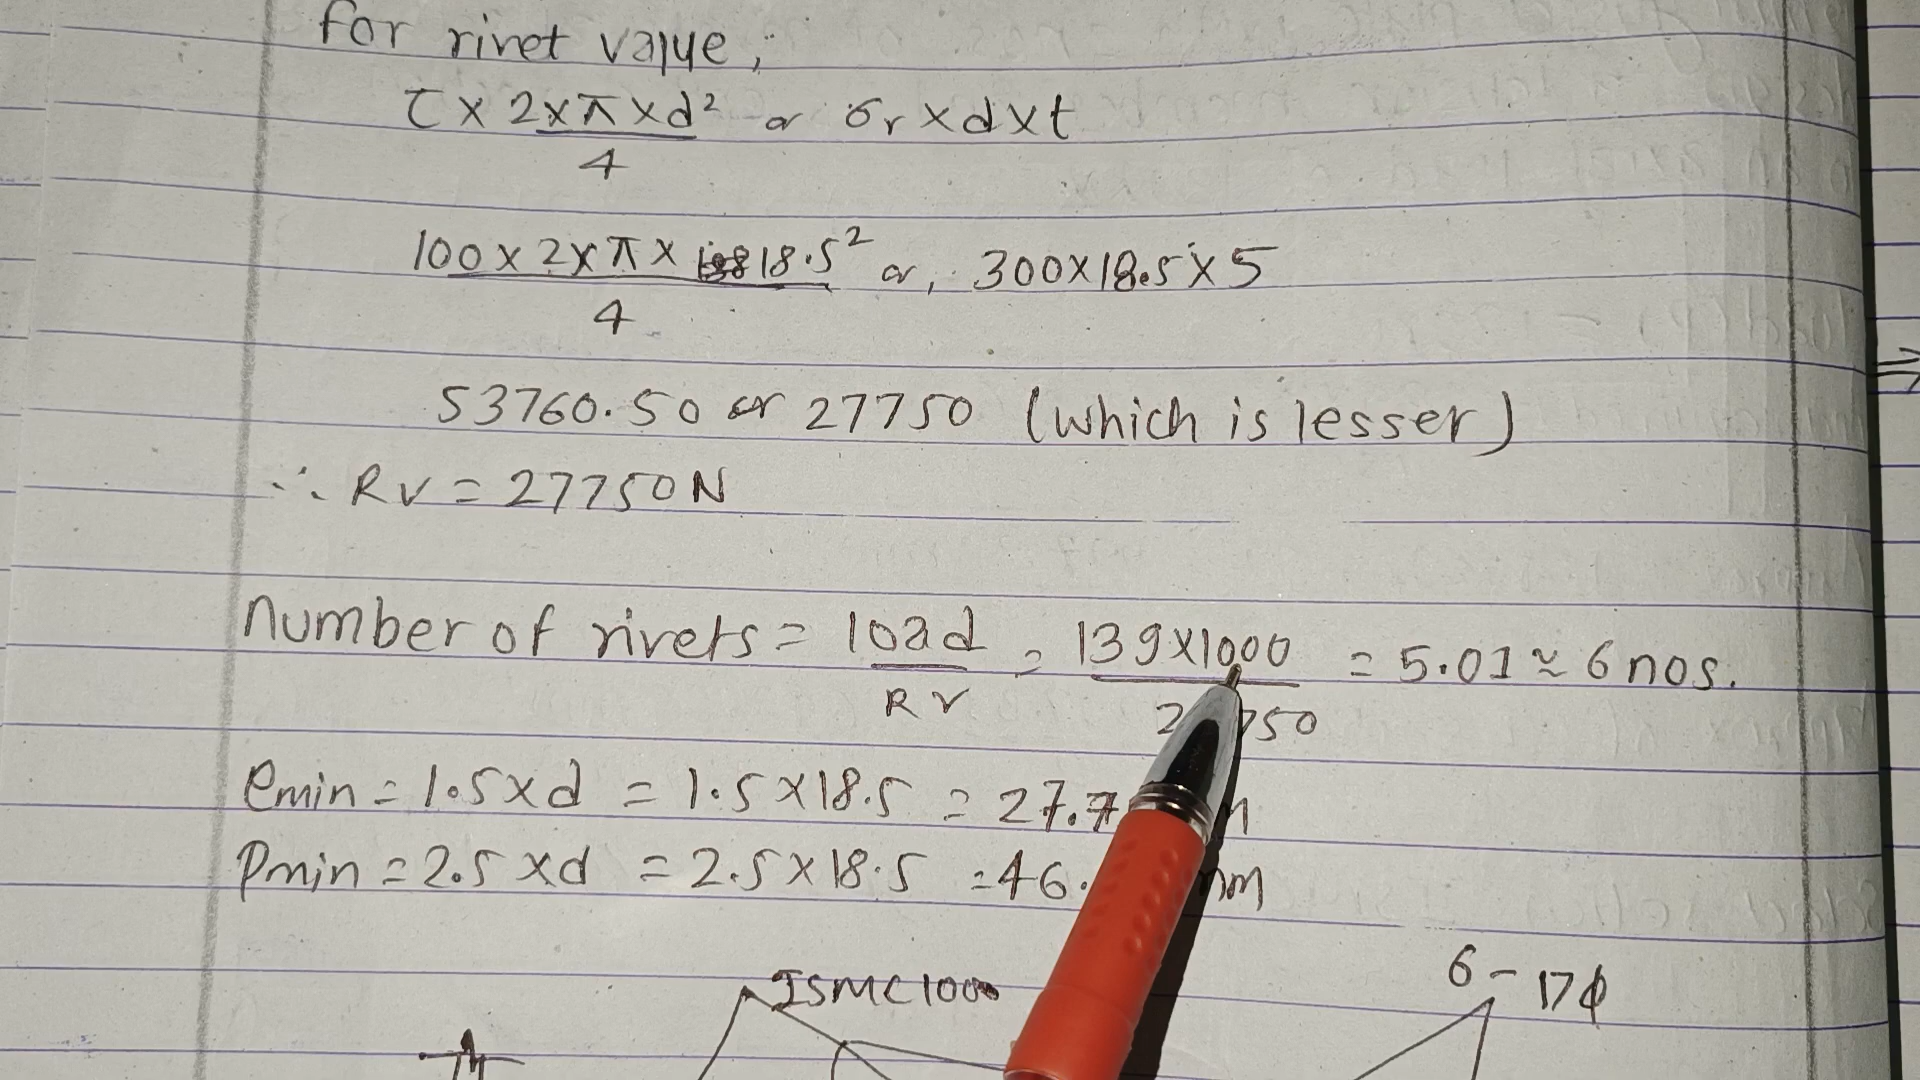 for rivet value,
τ × 2×π×d² or σr×d×t
4
100×2×π× 18.5² or, 300×18.5×5
4
53760.50 or 27750 (which is lesser)
∴ RV = 27750N
number of rivets = load = 139×1000 = 5.01 ≈ 6 nos.
RV 50
emin = 1.5×d = 1.5×18.5 = 27.7
Pmin = 2.5×d = 2.5×18.5 = 46.
ISMC100
6 - 17ϕ